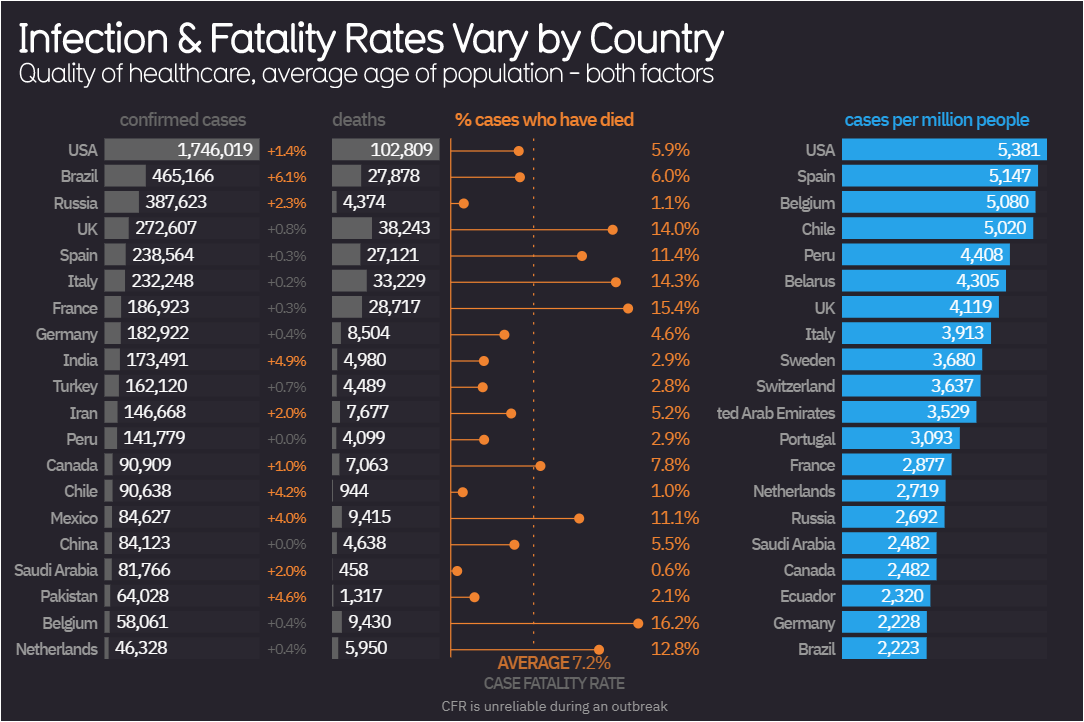 Infection & Fatality Rates Vary by Country
Quality of healthcare, average age of population - both factors
confirmed cases deaths % cases who have died cases per million people
USA 1,746,019 +1.4% 102,809 5.9% USA 5,381
Brazil 465,166 +6.1% 27,878 6.0% Spain 5,147
Russia 387,623 +2.3% 4,374 1.1% Belgium 5,080
UK 272,607 +0.8% 38,243 14.0% Chile 5,020
Spain 238,564 +0.3% 27,121 11.4% Peru 4,408
Italy 232,248 +0.2% 33,229 14.3% Belarus 4,305
France 186,923 +0.3% 28,717 15.4% UK 4,119
Germany 182,922 +0.4% 8,504 4.6% Italy 3,913
India 173,491 +4.9% 4,980 2.9% Sweden 3,680
Turkey 162,120 +0.7% 4,489 2.8% Switzerland 3,637
Iran 146,668 +2.0% 7,677 5.2% ted Arab Emirates 3,529
Peru 141,779 +0.0% 4,099 2.9% Portugal 3,093
Canada 90,909 +1.0% 7,063 7.8% France 2,877
Chile 90,638 +4.2% 944 1.0% Netherlands 2,719
Mexico 84,627 +4.0% 9,415 11.1% Russia 2,692
China 84,123 +0.0% 4,638 5.5% Saudi Arabia 2,482
Saudi Arabia 81,766 +2.0% 458 0.6% Canada 2,482
Pakistan 64,028 +4.6% 1,317 2.1% Ecuador 2,320
Belgium 58,061 +0.4% 9,430 16.2% Germany 2,228
Netherlands 46,328 +0.4% 5,950 12.8% Brazil 2,223
AVERAGE 7.2%
CASE FATALITY RATE
CFR is unreliable during an outbreak